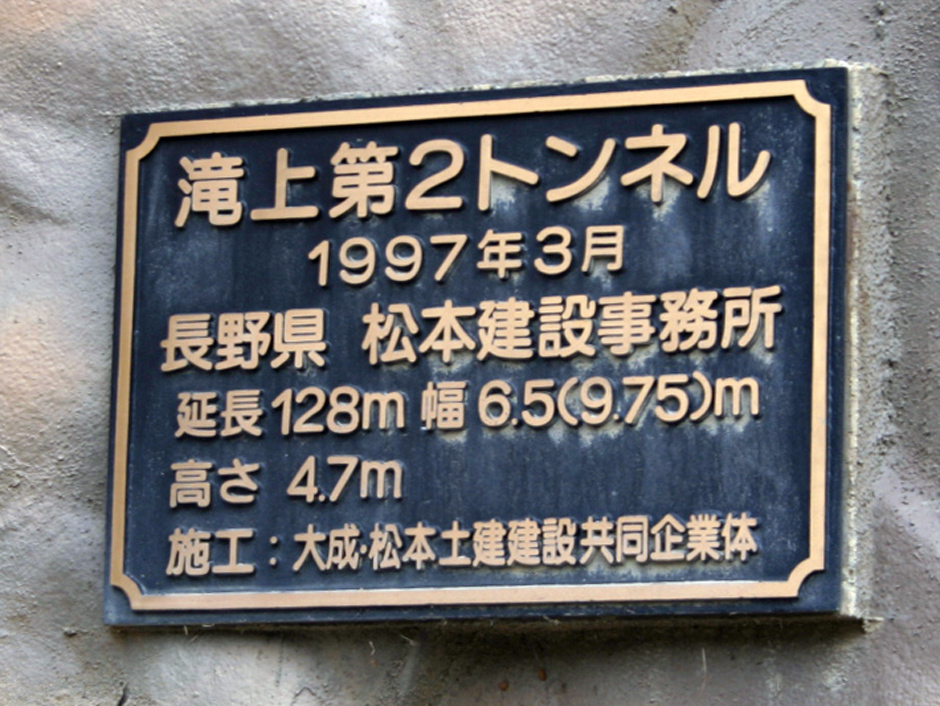 滝上第2トンネル
1997年3月
長野県 松本建設事務所
延長128m 幅6.5(9.75)m
高さ 4.7m
施工：大成・松本土建建設共同企業体